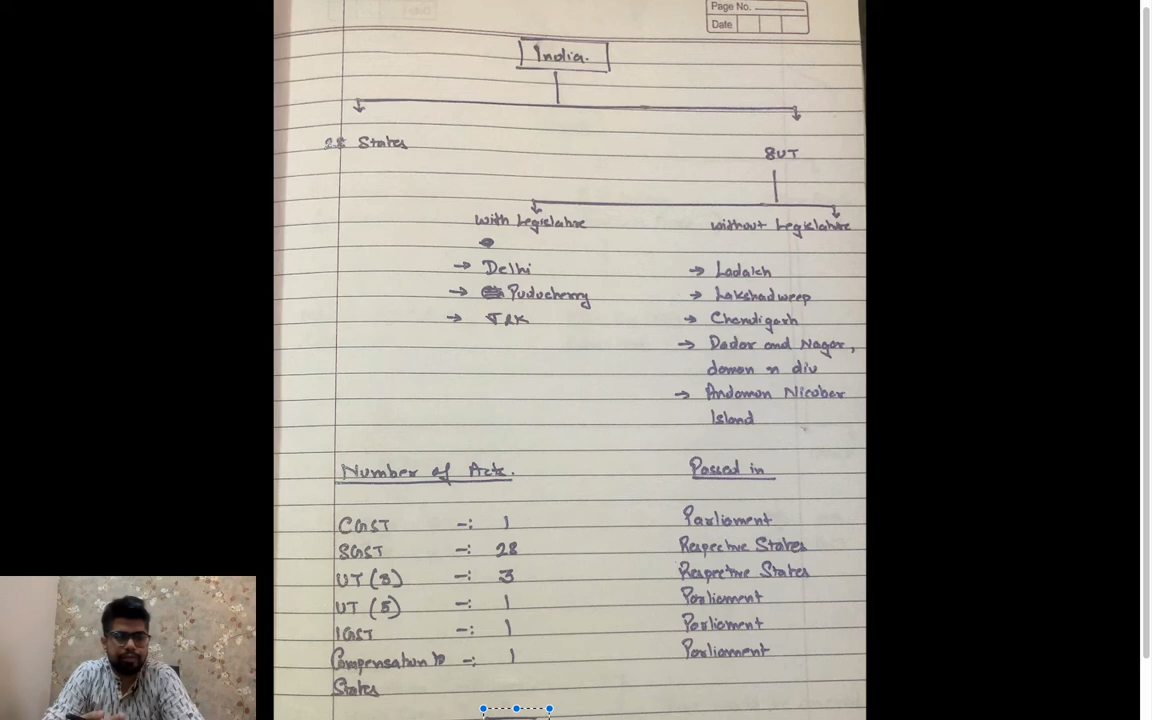 Page No.
Date
India.
28 States
8UT
with Legislature
without Legislature
→ Delhi
→ Puducherry
→ J&K
→ Ladakh
→ Lakshadweep
→ Chandigarh
→ Dadar and Nagar,
daman n div
→ Andaman Nicobar
Island
Number of Acts.
Passed in
CGST -: 1 Parliament
SGST -: 28 Respective States
UT (3) -: 3 Respective States
UT (5) -: 1 Parliament
IGST -: 1 Parliament
Compensation to -: 1 Parliament
States